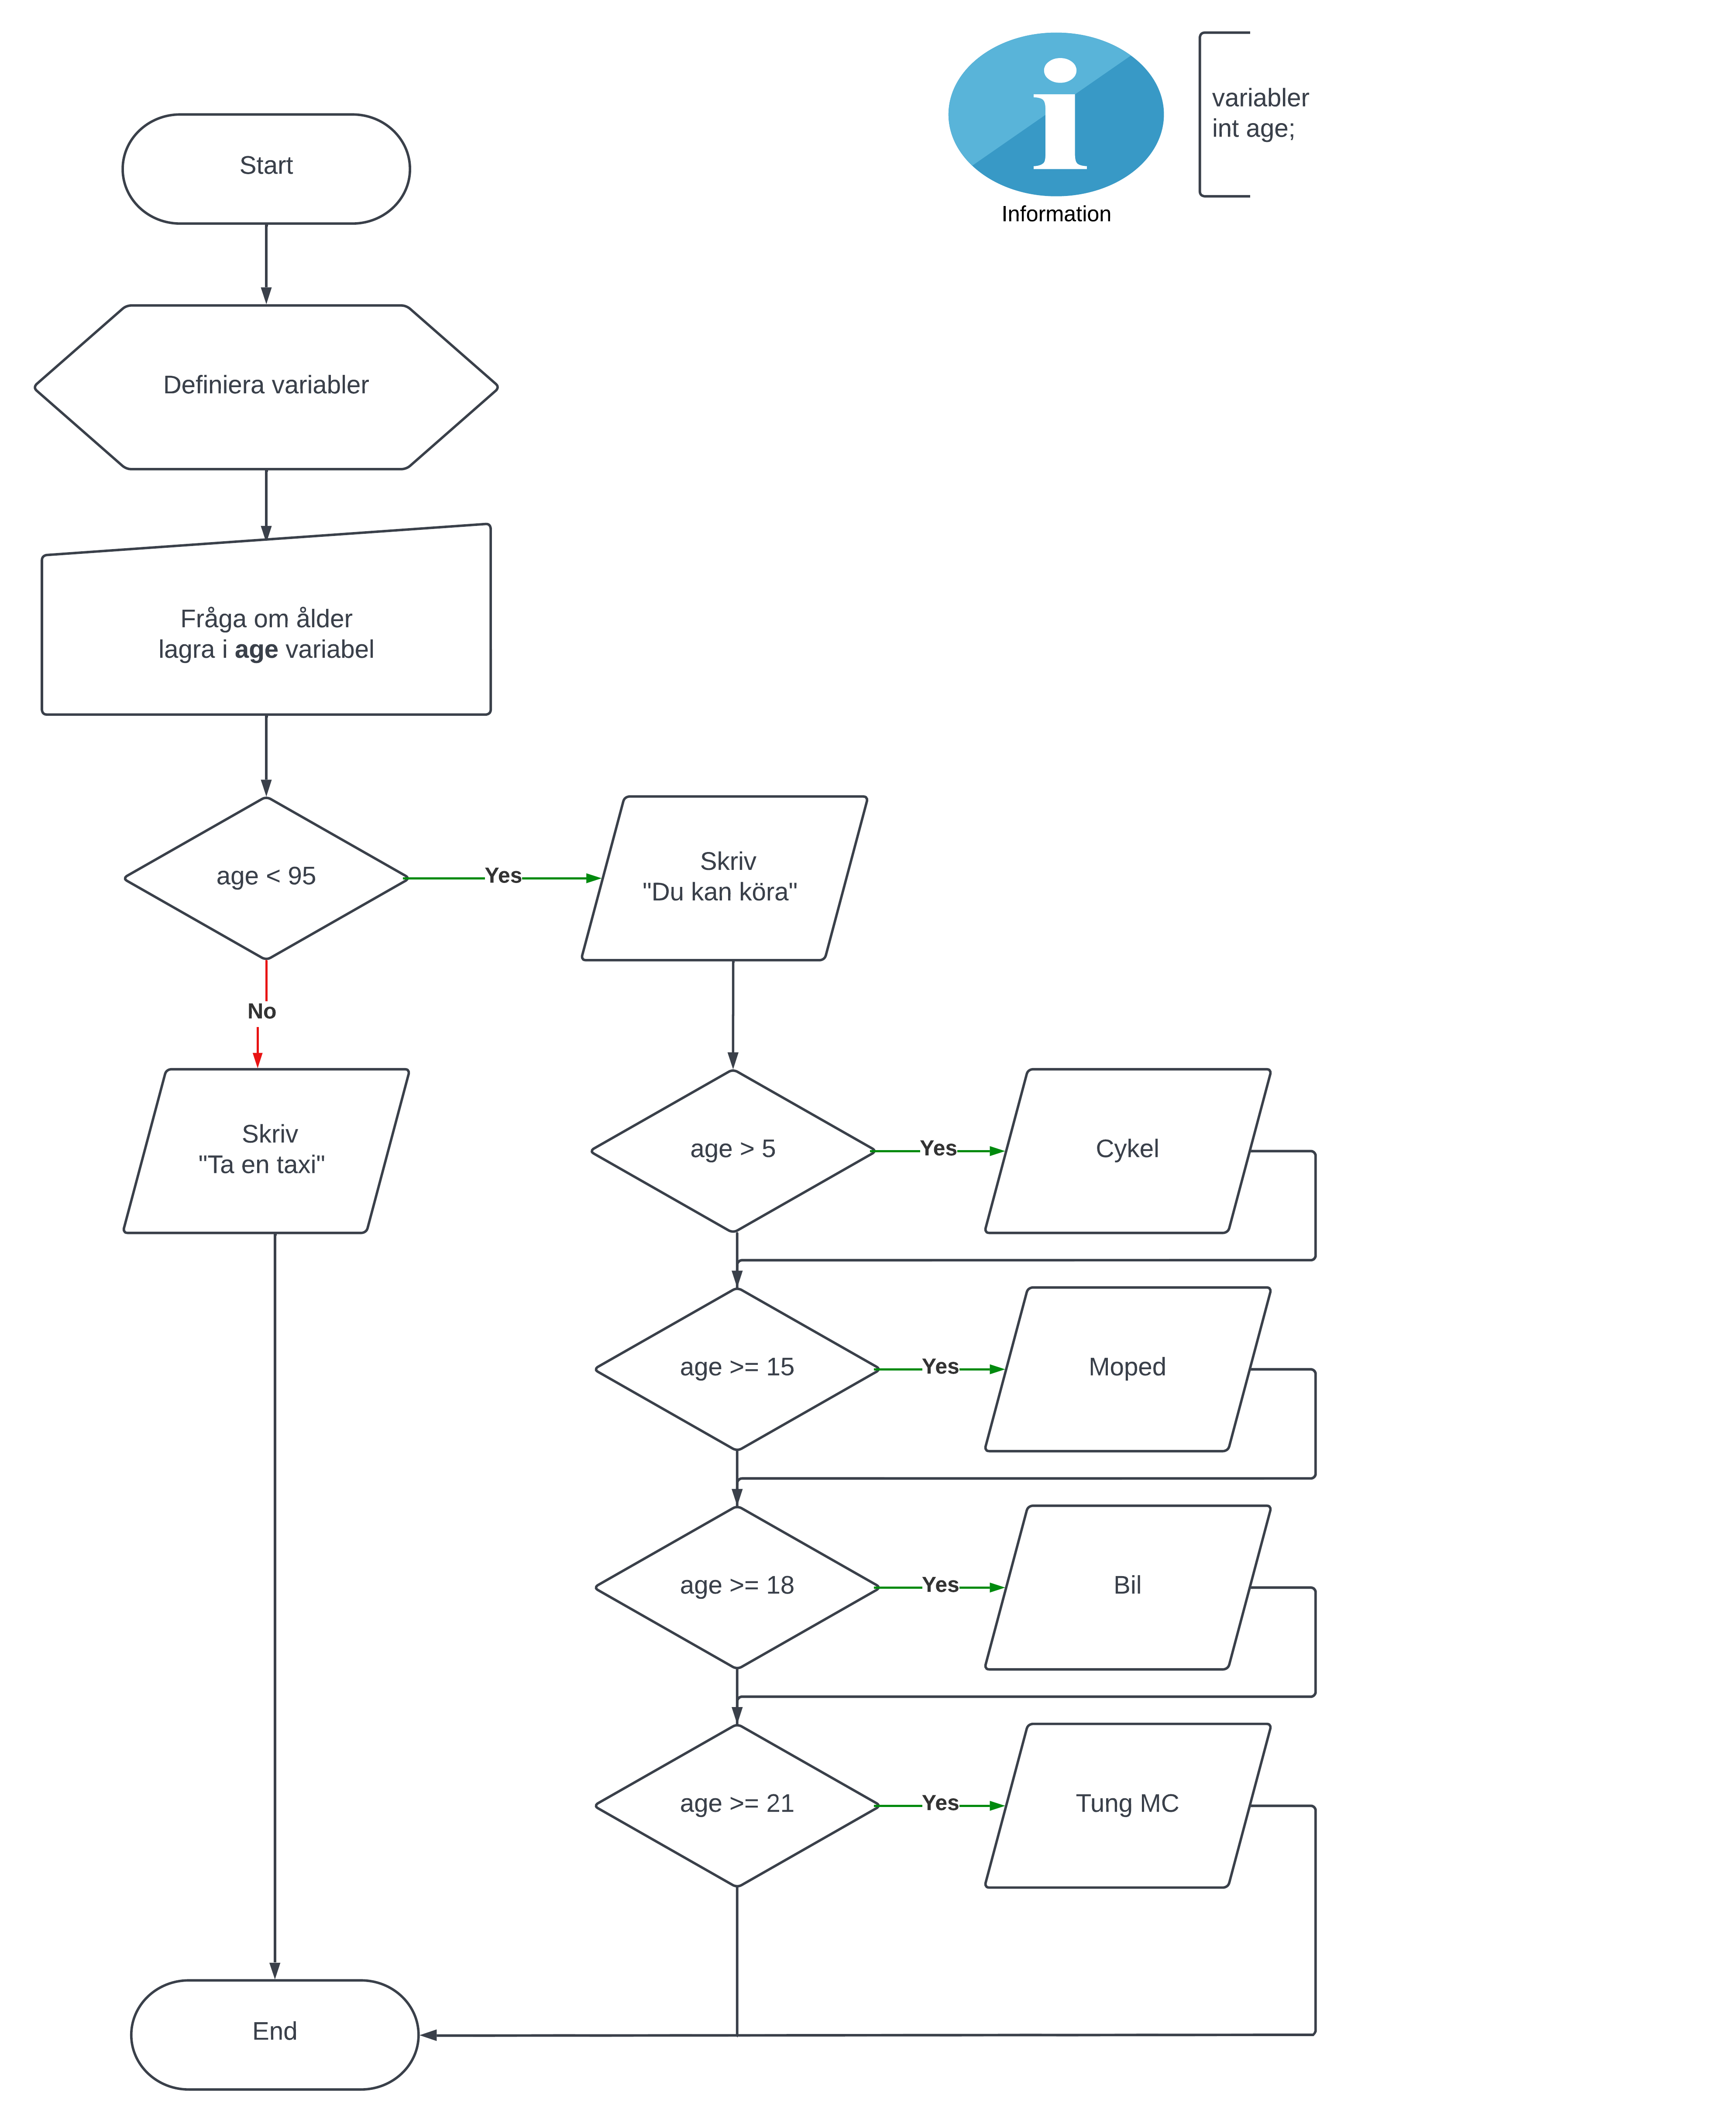 Information
variabler
int age;
Start
Definiera variabler
Fråga om ålder
lagra i age variabel
age < 95
Yes
Skriv
"Du kan köra"
No
Skriv
"Ta en taxi"
age > 5
Yes
Cykel
age >= 15
Yes
Moped
age >= 18
Yes
Bil
age >= 21
Yes
Tung MC
End